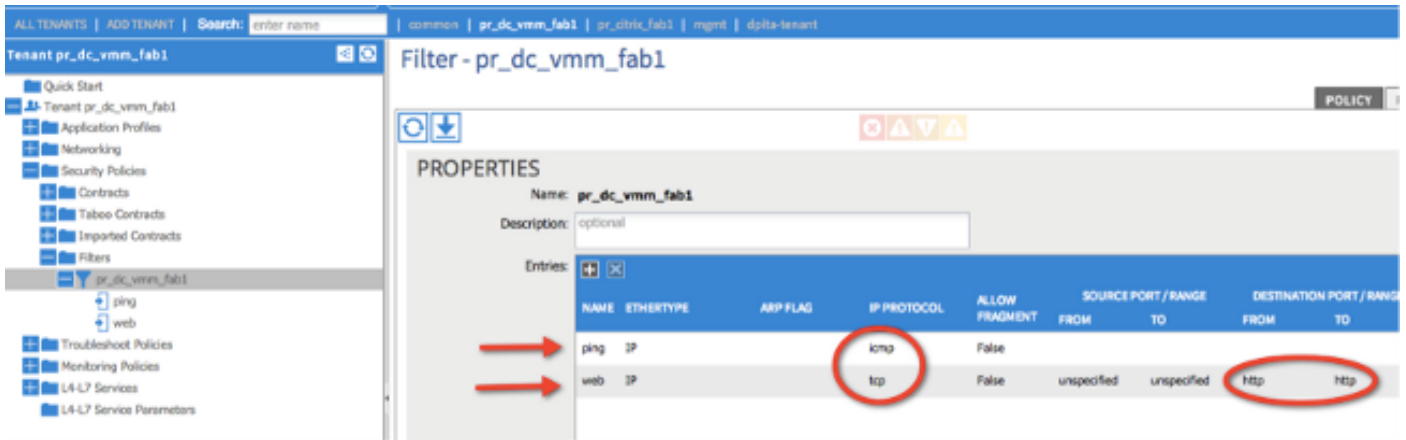 ALL TENANTS | ADD TENANT | Search: enter name | common | pr_dc_vmm_fab1 | pr_citrix_fab1 | mgmt | dpita-tenant
Tenant pr_dc_vmm_fab1
Quick Start
Tenant pr_dc_vmm_fab1
Application Profiles
Networking
Security Policies
Contracts
Taboo Contracts
Imported Contracts
Filters
pr_dc_vmm_fab1
ping
web
Troubleshoot Policies
Monitoring Policies
L4-L7 Services
L4-L7 Service Parameters
Filter - pr_dc_vmm_fab1
POLICY
PROPERTIES
Name: pr_dc_vmm_fab1
Description: optional
Entries:
NAME ETHERTYPE ARP FLAG IP PROTOCOL ALLOW FRAGMENT SOURCE PORT / RANGE DESTINATION PORT / RANGE
FROM TO FROM TO
ping IP icmp False
web IP tcp False unspecified unspecified http http